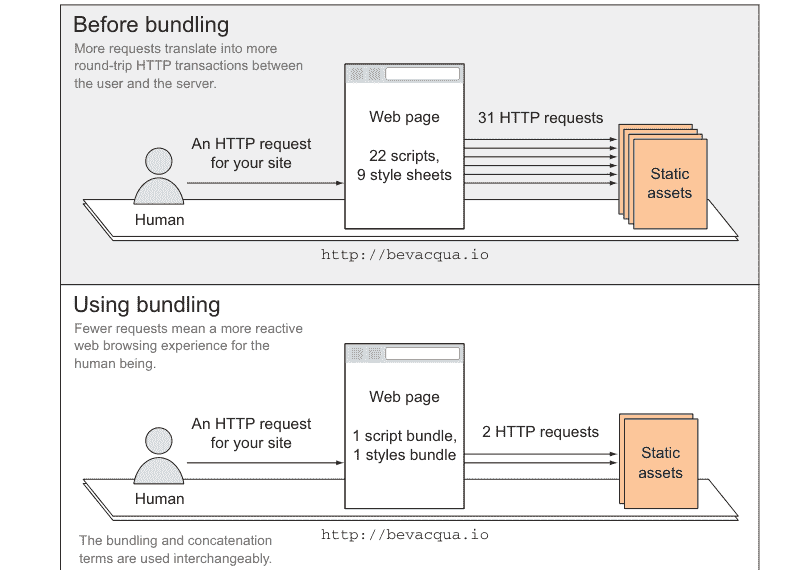 Before bundling
More requests translate into more
round-trip HTTP transactions between
the user and the server.
An HTTP request
for your site
Human
Web page
22 scripts,
9 style sheets
31 HTTP requests
Static
assets
http://bevacqua.io
Using bundling
Fewer requests mean a more reactive
web browsing experience for the
human being.
An HTTP request
for your site
Human
Web page
1 script bundle,
1 styles bundle
2 HTTP requests
Static
assets
http://bevacqua.io
The bundling and concatenation
terms are used interchangeably.